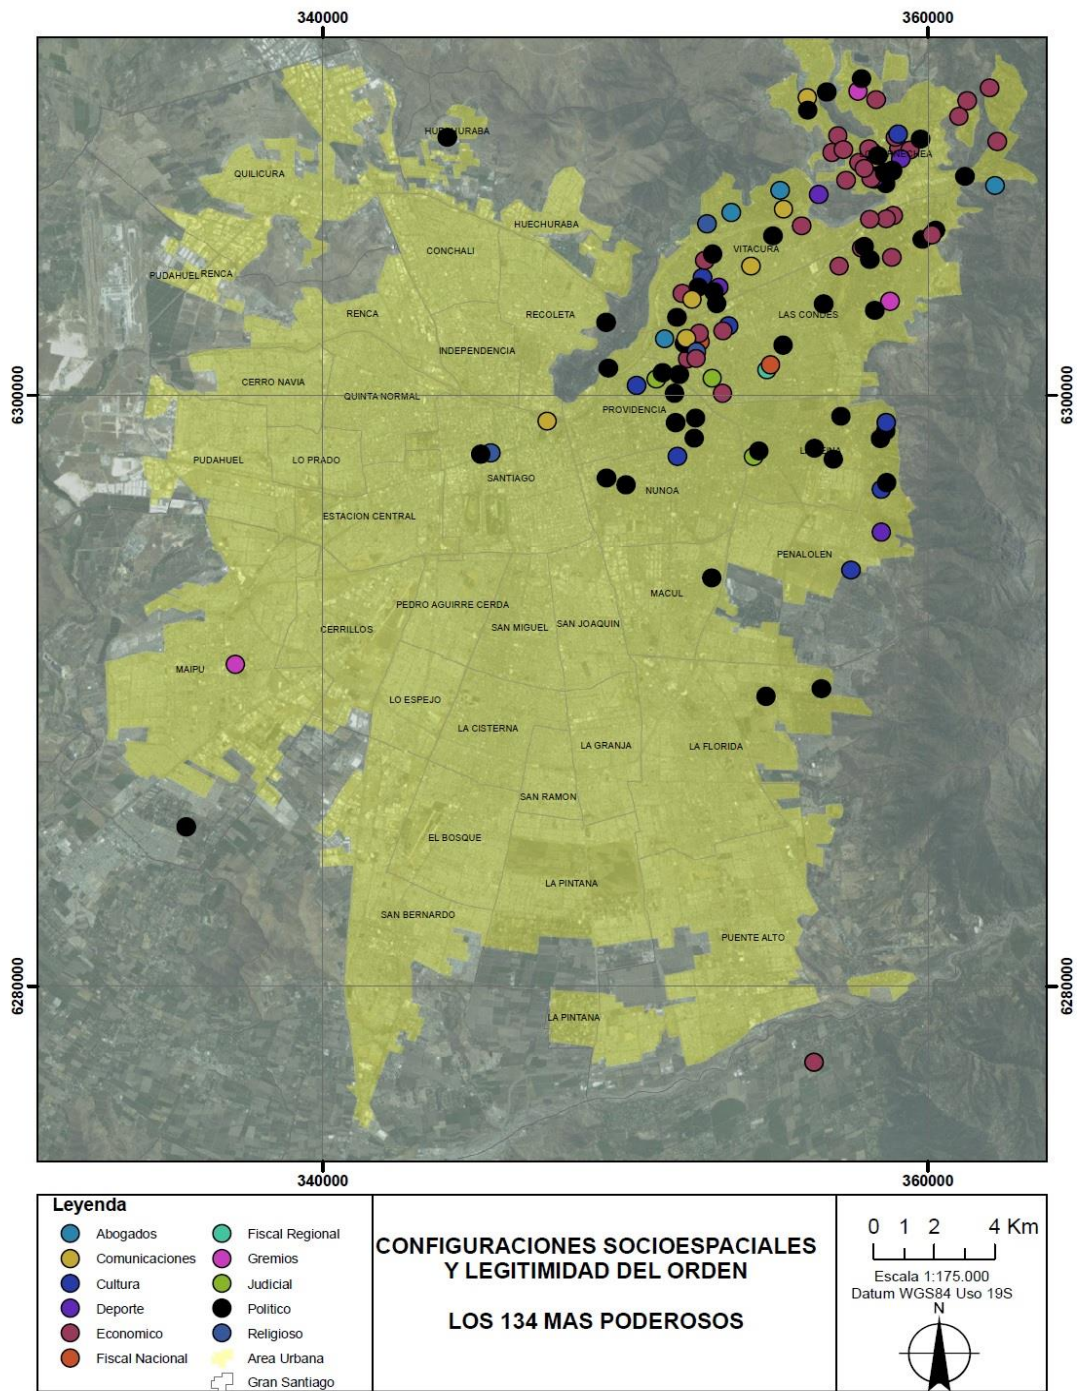 340000
360000
HUECHURABA
QUILICURA
HUECHURABA
CONCHALI
VITACURA
PUDAHUEL
RENCA
RENCA
RECOLETA
LAS CONDES
INDEPENDENCIA
CERRO NAVIA
QUINTA NORMAL
6300000
6300000
PROVIDENCIA
PUDAHUEL
LO PRADO
SANTIAGO
NUNOA
ESTACION CENTRAL
PENALOLEN
MACUL
PEDRO AGUIRRE CERDA
CERRILLOS
SAN MIGUEL
SAN JOAQUIN
MAIPU
LO ESPEJO
LA CISTERNA
LA GRANJA
LA FLORIDA
SAN RAMON
EL BOSQUE
LA PINTANA
SAN BERNARDO
PUENTE ALTO
6280000
6280000
LA PINTANA
340000
360000
Leyenda
Abogados
Comunicaciones
Cultura
Deporte
Economico
Fiscal Nacional
Fiscal Regional
Gremios
Judicial
Politico
Religioso
Area Urbana
Gran Santiago
CONFIGURACIONES SOCIOESPACIALES
Y LEGITIMIDAD DEL ORDEN
LOS 134 MAS PODEROSOS
0 1 2 4 Km
Escala 1:175.000
Datum WGS84 Uso 19S
N